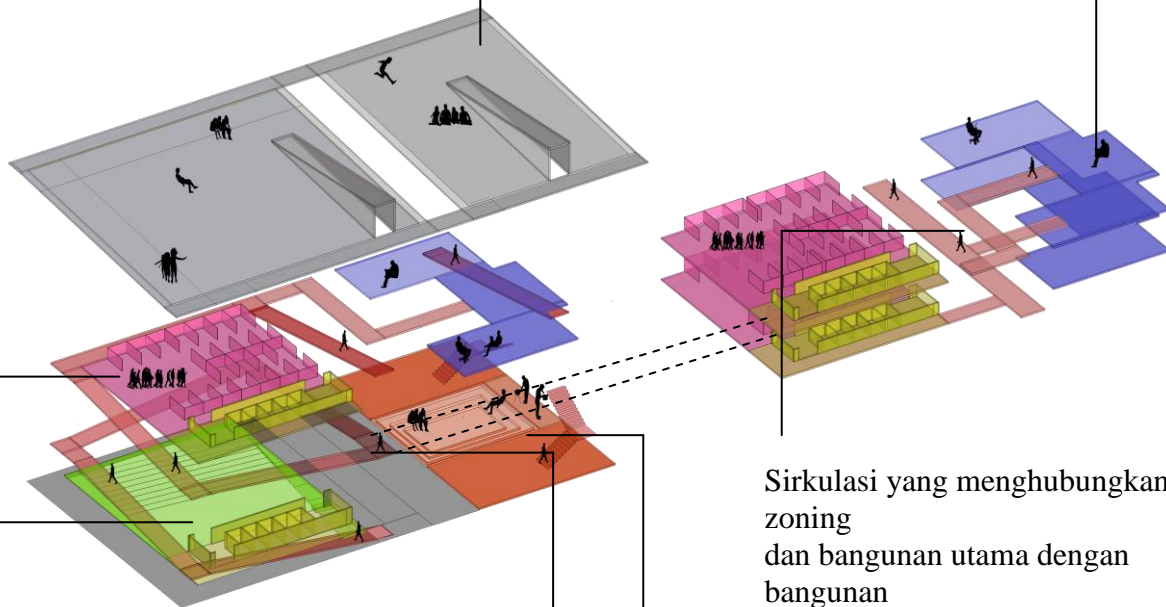 Sirkulasi yang menghubungkan
zoning
dan bangunan utama dengan
bangunan